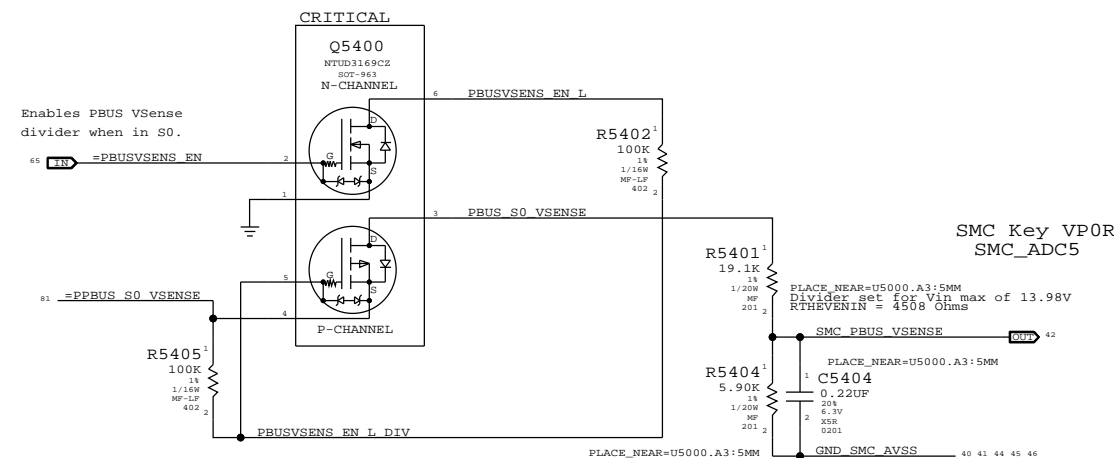 CRITICAL
Q5400
NTUD3169CZ
SOT-963
N-CHANNEL
6
PBUSVSENS_EN_L
Enables PBUS VSense
divider when in S0.
65 IN =PBUSVSENS_EN
2
G
D
S
1
R5402
1
100K
1%
1/16W
MF-LF
402
2
3
PBUS_S0_VSENSE
D
5
G
S
81 =PPBUS_S0_VSENSE
4
P-CHANNEL
SMC Key VP0R
SMC_ADC5
R5401
1
19.1K
1%
1/20W
MF
201
2
PLACE_NEAR=U5000.A3:5MM
Divider set for Vin max of 13.98V
RTHEVENIN = 4508 Ohms
SMC_PBUS_VSENSE
OUT 42
PLACE_NEAR=U5000.A3:5MM
R5405
1
100K
1%
1/16W
MF-LF
402
2
R5404
1
5.90K
1%
1/20W
MF
201
2
1
C5404
0.22UF
20%
6.3V
X5R
0201
2
PBUSVSENS_EN_L_DIV
PLACE_NEAR=U5000.A3:5MM
GND_SMC_AVSS
40 41 44 45 46